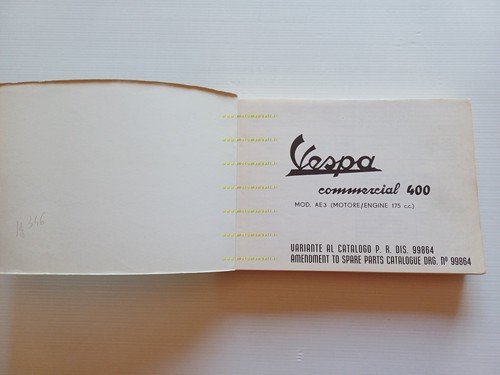 Vespa
commercial 400
MOD. AE3 (MOTORE/ENGINE 175 c.c.)
VARIANTE AL CATALOGO P. R. DIS. 99864
AMENDMENT TO SPARE PARTS CATALOGUE DRG. Nº 99864